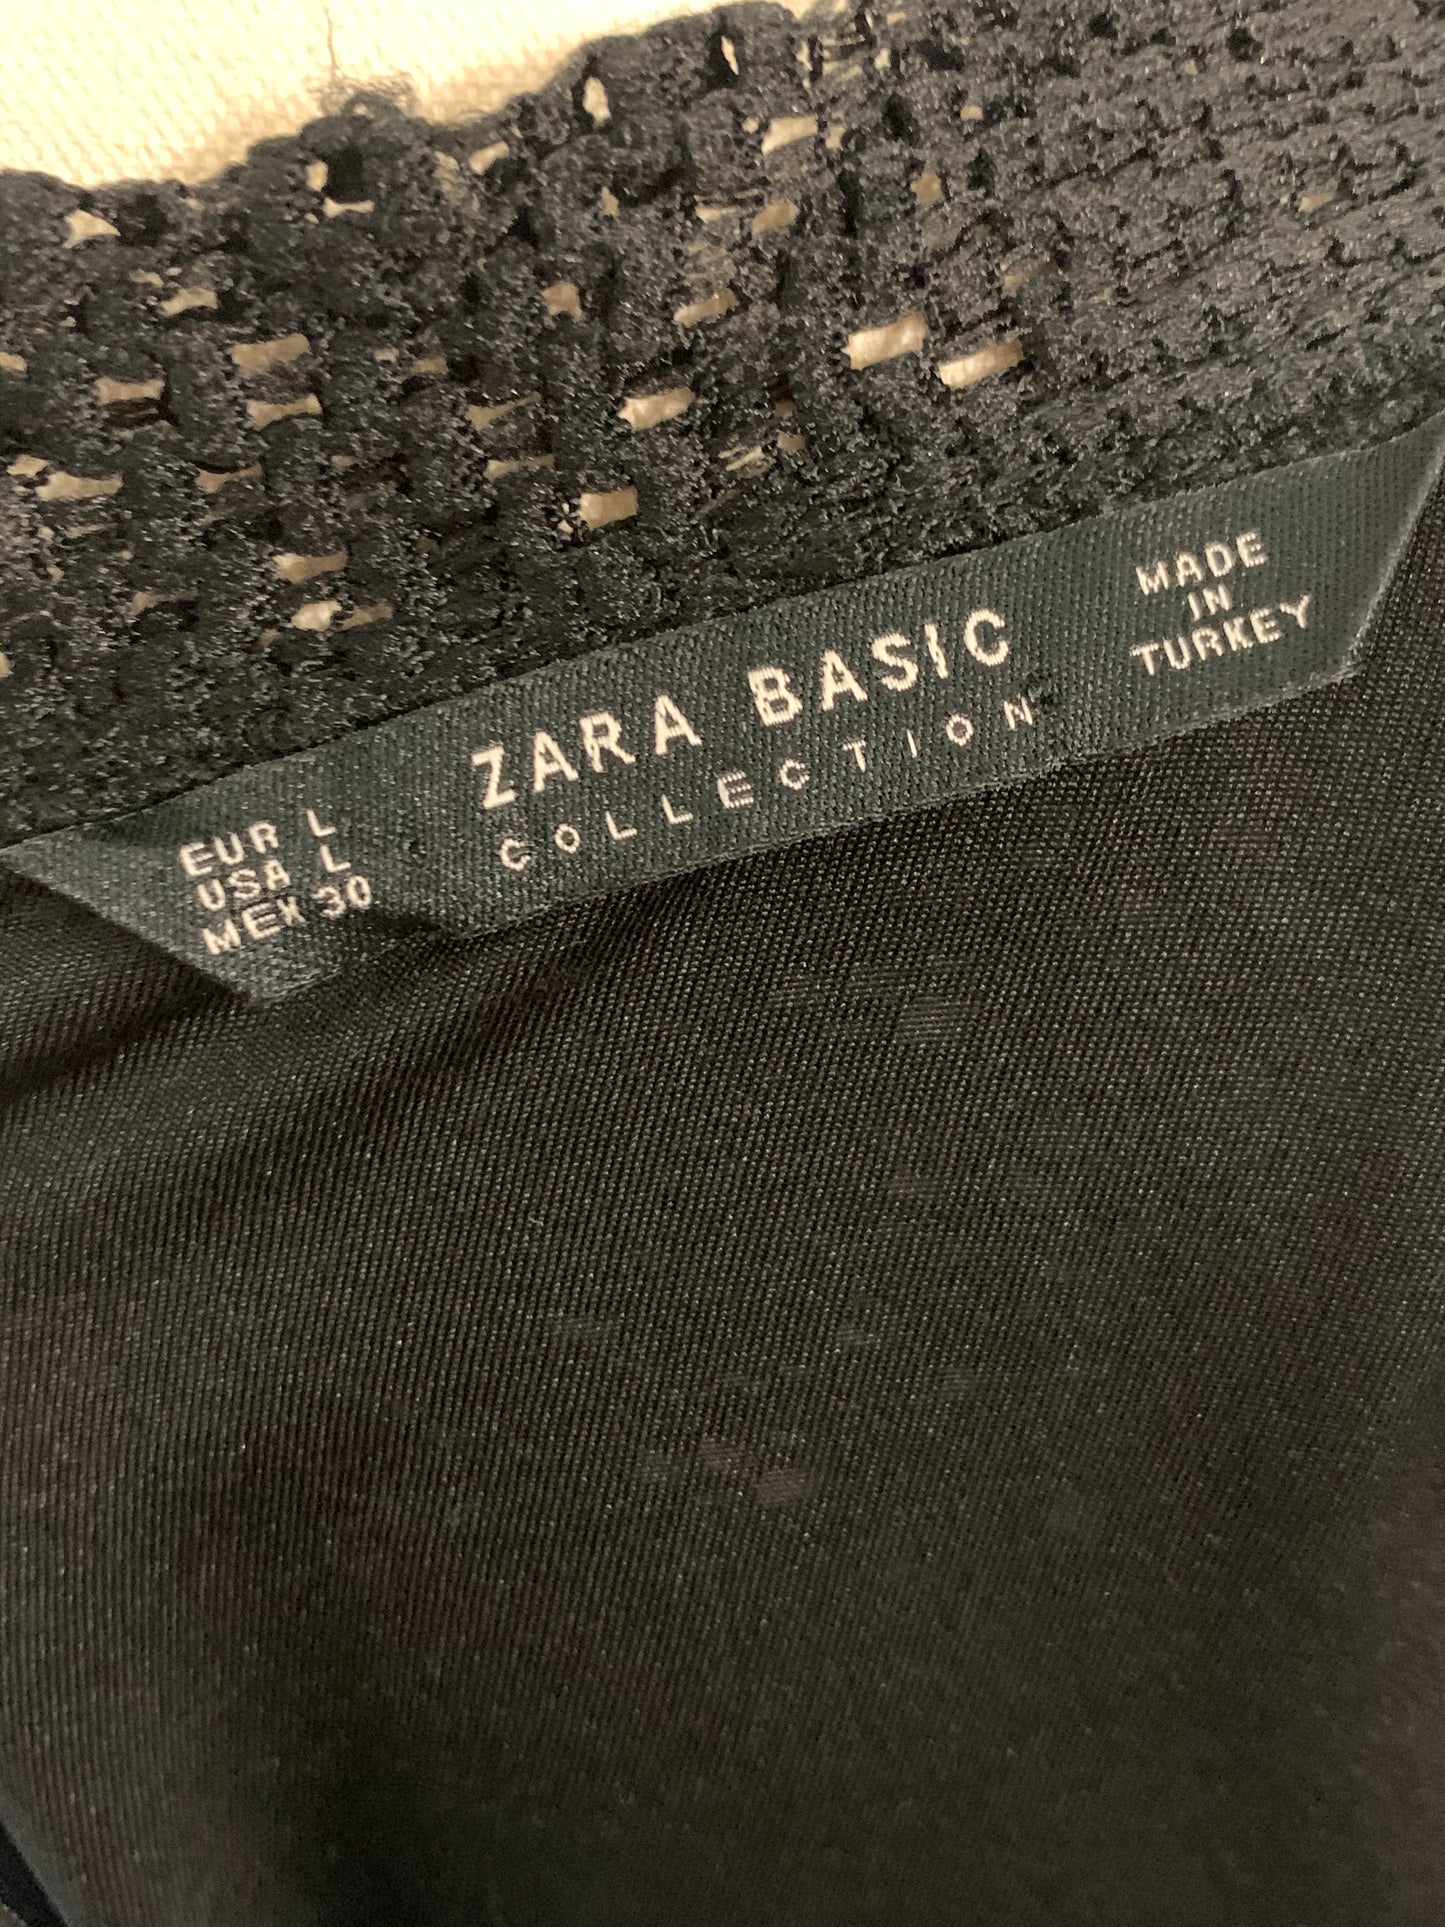 EUR L
USA L
MEX 30
ZARA BASIC
COLLECTION
MADE
IN
TURKEY